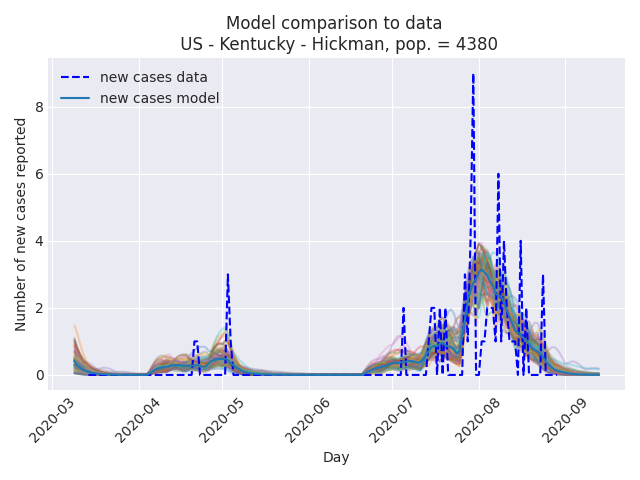 Model comparison to data
US - Kentucky - Hickman, pop. = 4380
new cases data
new cases model
Number of new cases reported
8
6
4
2
0
2020-03
2020-04
2020-05
2020-06
2020-07
2020-08
2020-09
Day